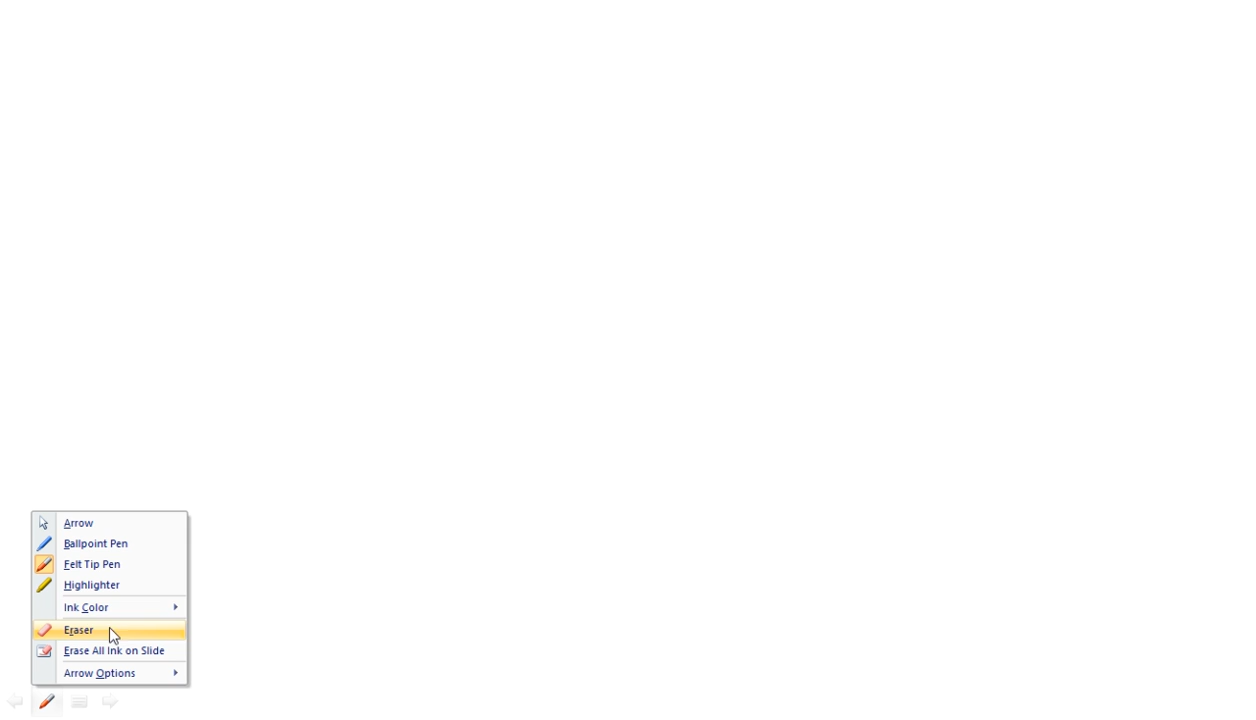 Arrow
Ballpoint Pen
Felt Tip Pen
Highlighter
Ink Color
Eraser
Erase All Ink on Slide
Arrow Options